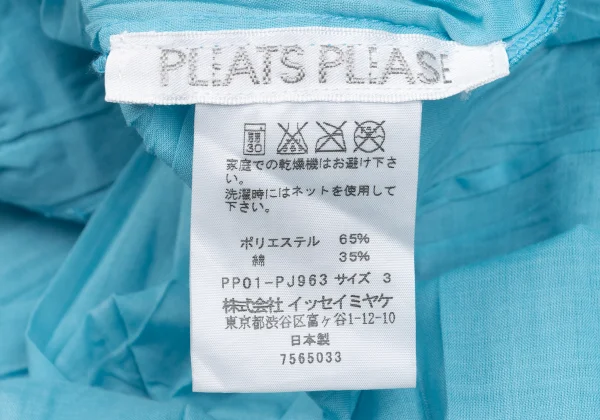 PLEATS PLEASE
30
家庭での乾燥機はお避け下さ
い。
洗濯時にはネットを使用して
下さい。
ポリエステル 65%
綿 35%
PP01-PJ963 サイズ 3
株式会社 イッセイミヤケ
東京都渋谷区富ヶ谷1-12-10
日本製
7565033